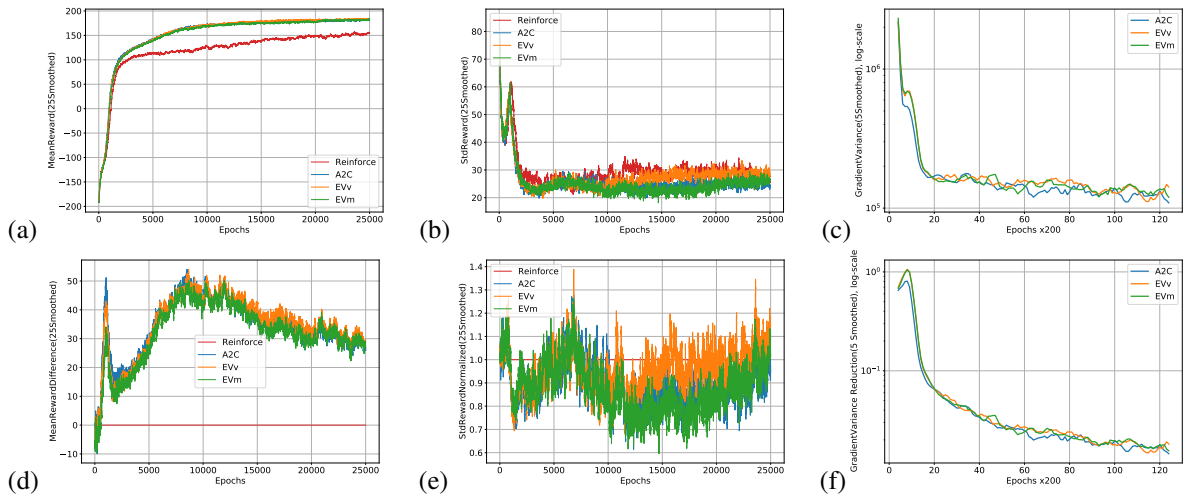 (a)
MeanReward(25Smoothed)
200
150
100
50
0
−50
−100
−150
−200
0 5000 10000 15000 20000 25000
Epochs
Reinforce
A2C
EVv
EVm
(b)
StdReward(25Smoothed)
80
70
60
50
40
30
20
0 5000 10000 15000 20000 25000
Epochs
Reinforce
A2C
EVv
EVm
(c)
GradientVariance(5Smoothed), log-scale
10⁶
10⁵
0 20 40 60 80 100 120
Epochs x200
A2C
EVv
EVm
(d)
MeanRewardDifference(25Smoothed)
50
40
30
20
10
0
−10
0 5000 10000 15000 20000 25000
Epochs
Reinforce
A2C
EVv
EVm
(e)
StdRewardNormalized(25Smoothed)
1.4
1.3
1.2
1.1
1.0
0.9
0.8
0.7
0.6
0 5000 10000 15000 20000 25000
Epochs
Reinforce
A2C
EVv
EVm
(f)
GradientVariance Reduction(5 Smoothed), log-scale
10⁰
10⁻¹
0 20 40 60 80 100 120
Epochs x200
A2C
EVv
EVm